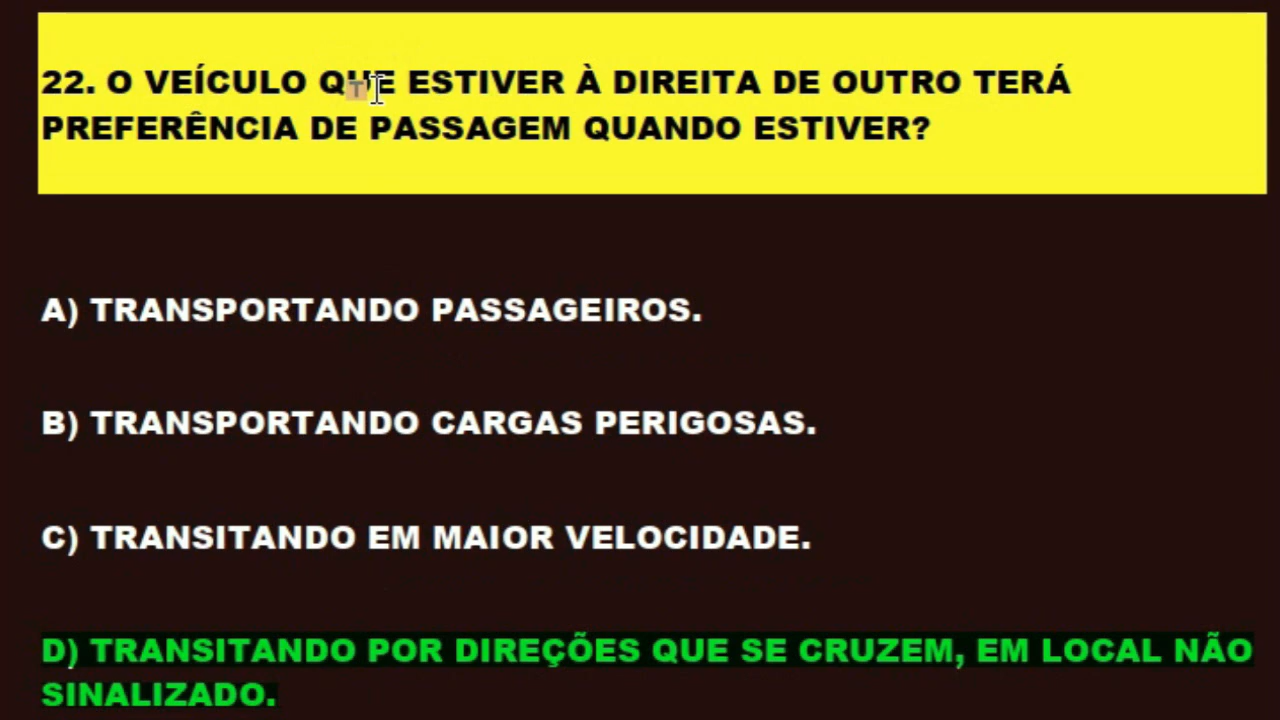 22. O VEÍCULO QUE ESTIVER À DIREITA DE OUTRO TERÁ
PREFERÊNCIA DE PASSAGEM QUANDO ESTIVER?
A) TRANSPORTANDO PASSAGEIROS.
B) TRANSPORTANDO CARGAS PERIGOSAS.
C) TRANSITANDO EM MAIOR VELOCIDADE.
D) TRANSITANDO POR DIREÇÕES QUE SE CRUZEM, EM LOCAL NÃO
SINALIZADO.